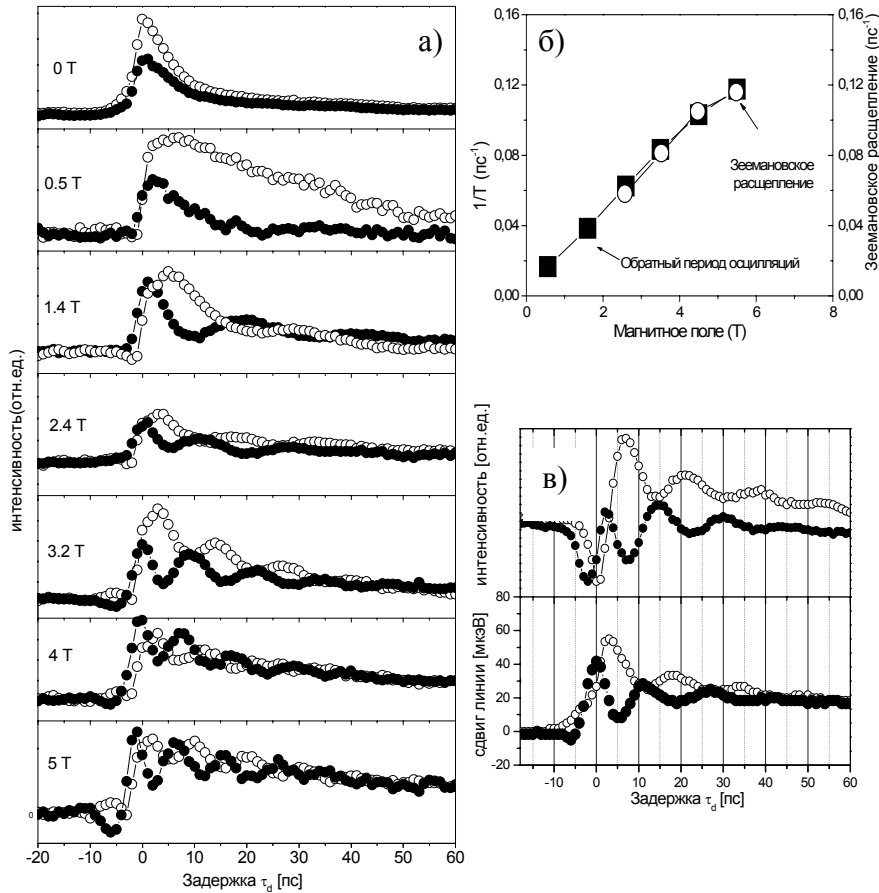 а)
0 T
0.5 T
1.4 T
2.4 T
3.2 T
4 T
5 T
0
интенсивность(отн.ед.)
-20 -10 0 10 20 30 40 50 60
Задержка τd [пс]
б)
0,16 0,16
0,12 0,12
0,08 0,08
0,04 0,04
0,00 0,00
1/T (пс⁻¹)
Зеемановское расщепление (пс⁻¹)
Зеемановское
расщепление
Обратный период осцилляций
0 2 4 6 8
Магнитное поле (Т)
в)
интенсивность [отн.ед.]
80
60
40
20
0
-20
сдвиг линии [мкэВ]
-10 0 10 20 30 40 50 60
Задержка τd [пс]